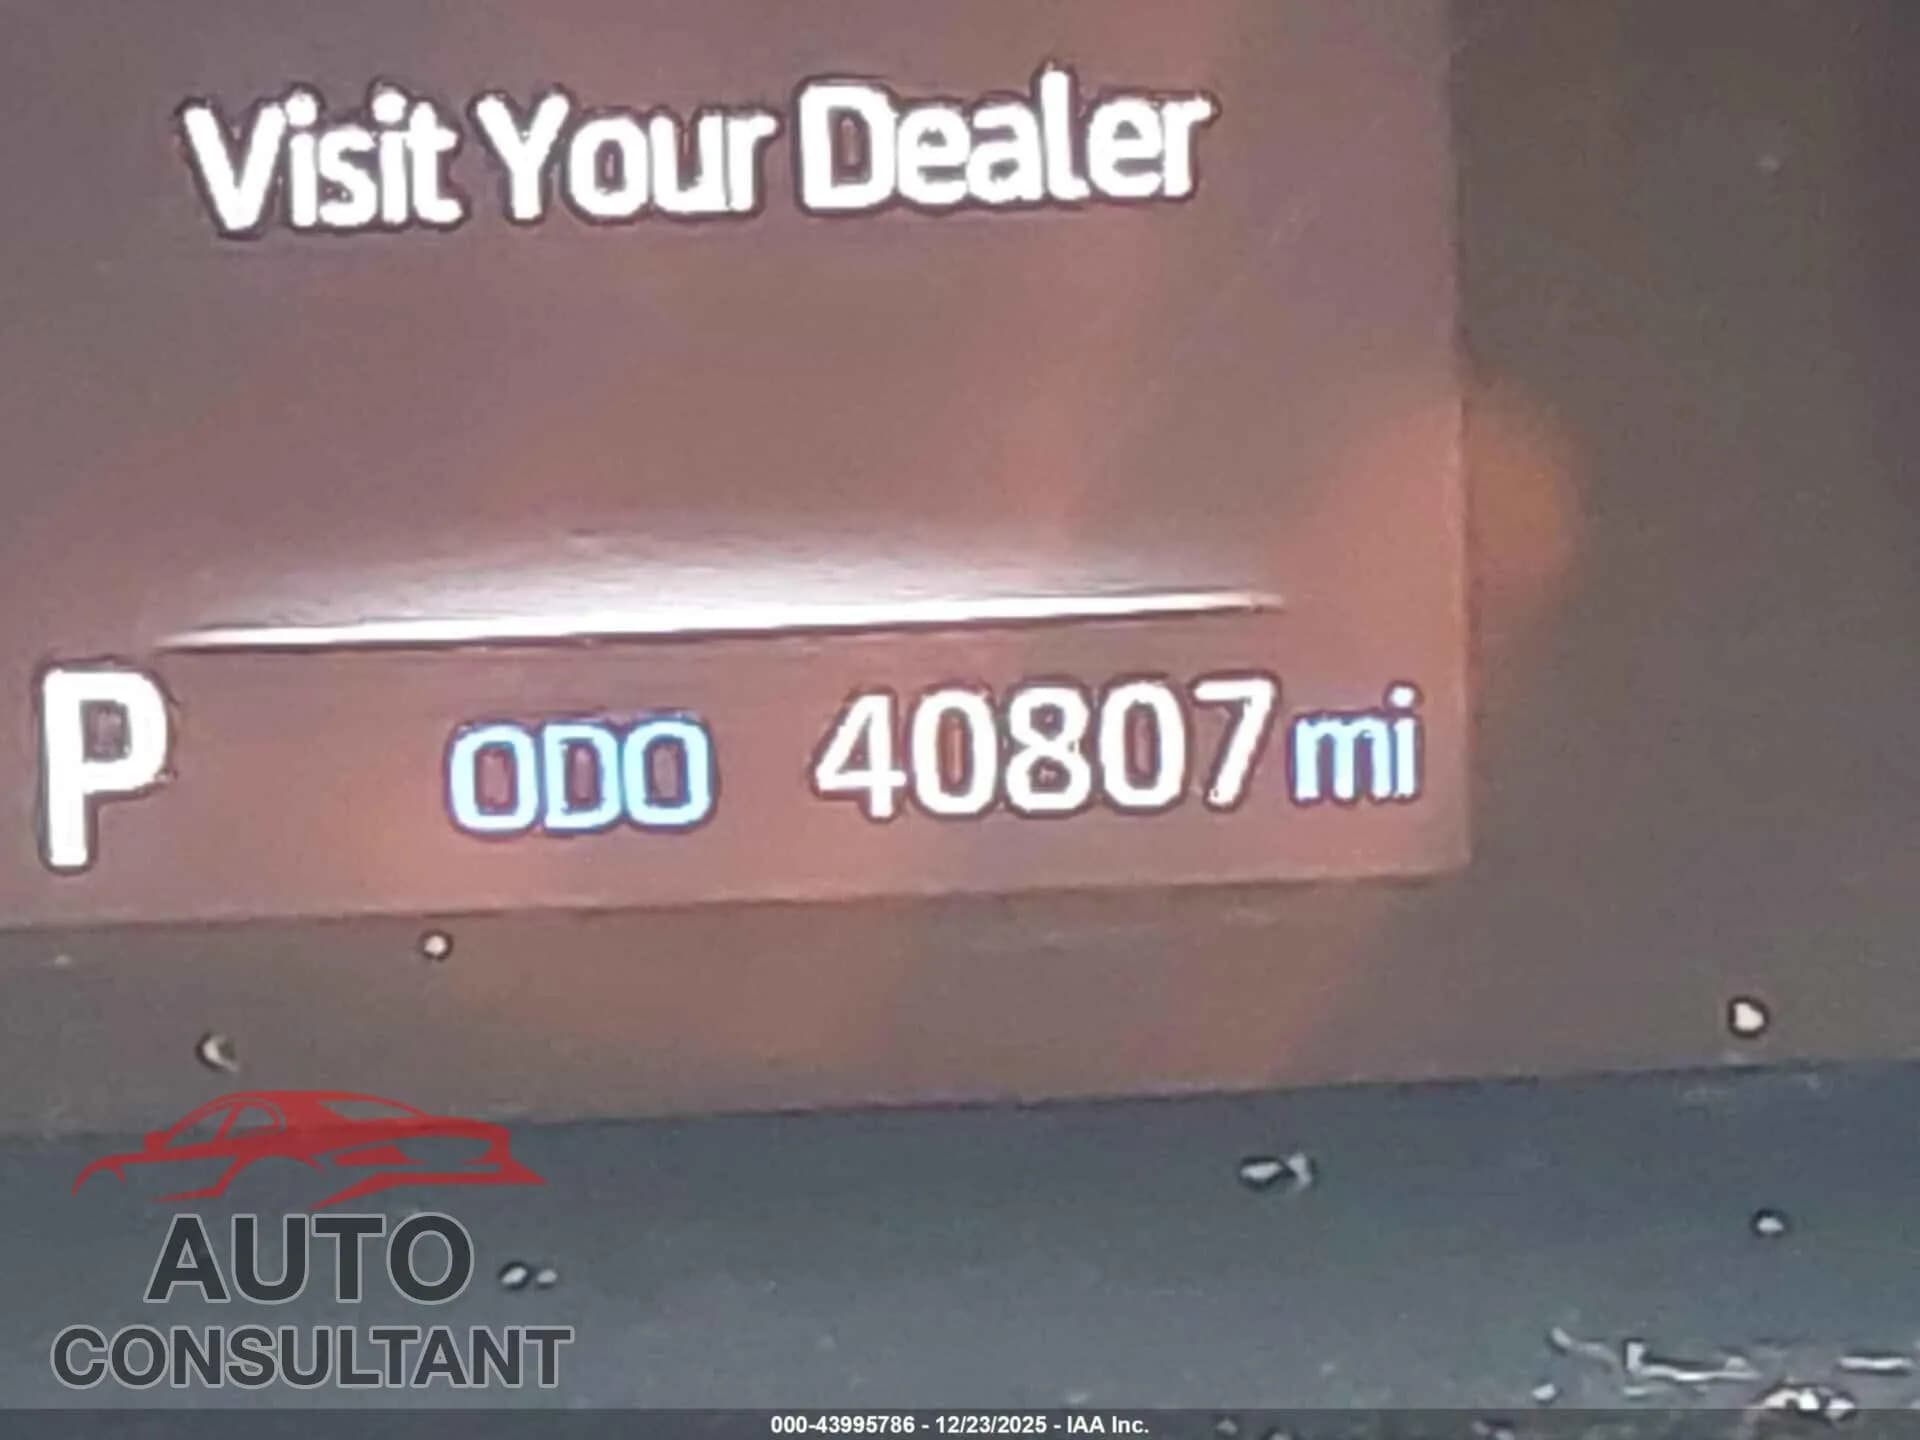 Visit Your Dealer
P ODO 40807 mi
AUTO
CONSULTANT
000-43995786 - 12/23/2025 - IAA Inc.